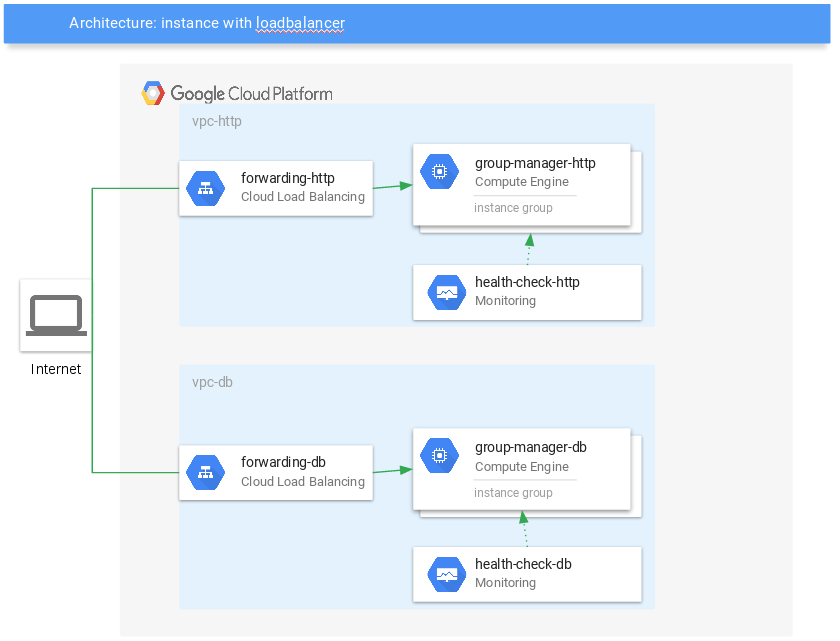 Architecture: instance with loadbalancer
Google Cloud Platform
vpc-http
forwarding-http
Cloud Load Balancing
group-manager-http
Compute Engine
instance group
health-check-http
Monitoring
Internet
vpc-db
forwarding-db
Cloud Load Balancing
group-manager-db
Compute Engine
instance group
health-check-db
Monitoring